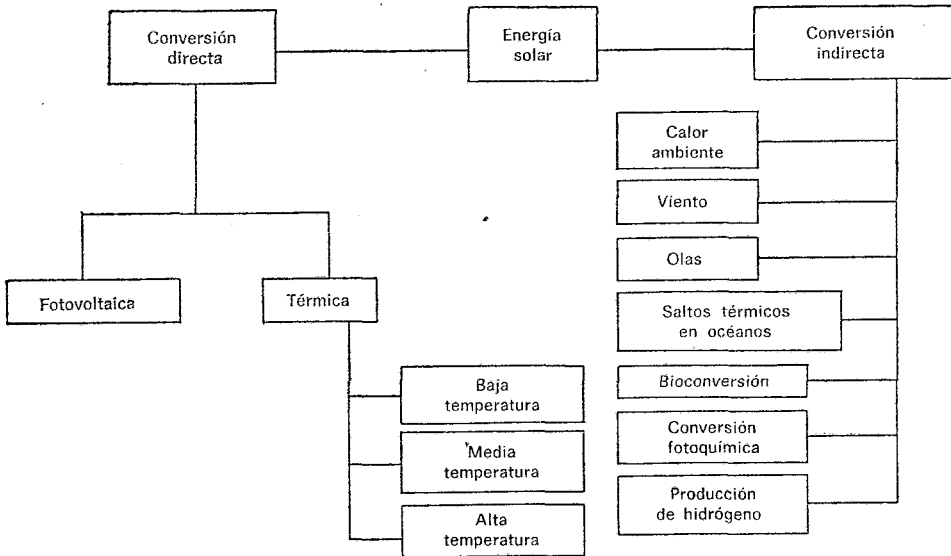 Conversión
directa
Energía
solar
Conversión
indirecta
Fotovoltaica
Térmica
Baja
temperatura
Media
temperatura
Alta
temperatura
Calor
ambiente
Viento
Olas
Saltos térmicos
en océanos
Bioconversión
Conversión
fotoquímica
Producción
de hidrógeno